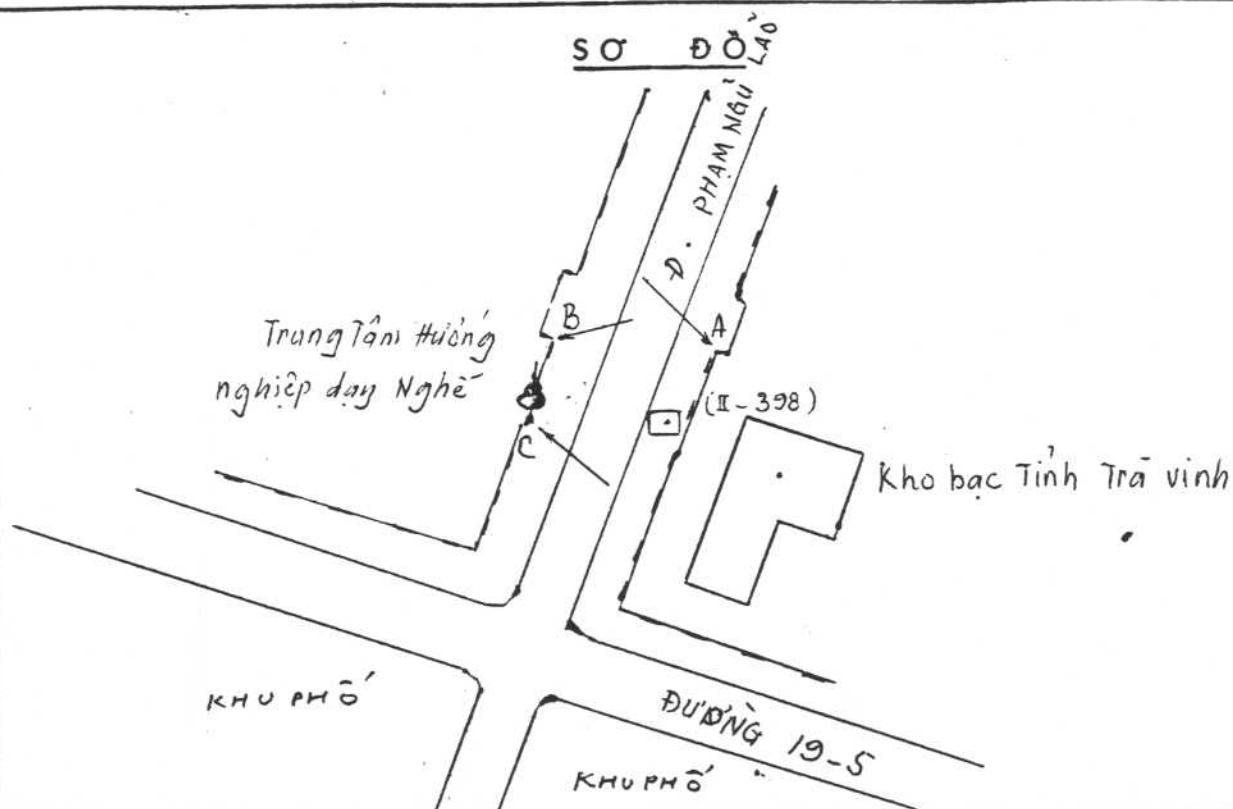 SƠ ĐỒ
Đ. PHẠM NGŨ LÃO
B
A
Trung Tâm Hướng
nghiệp dạy Nghề
(II-398)
C
Kho bạc Tỉnh Trà Vinh
KHU PHỐ
ĐƯỜNG 19-5
KHU PHỐ